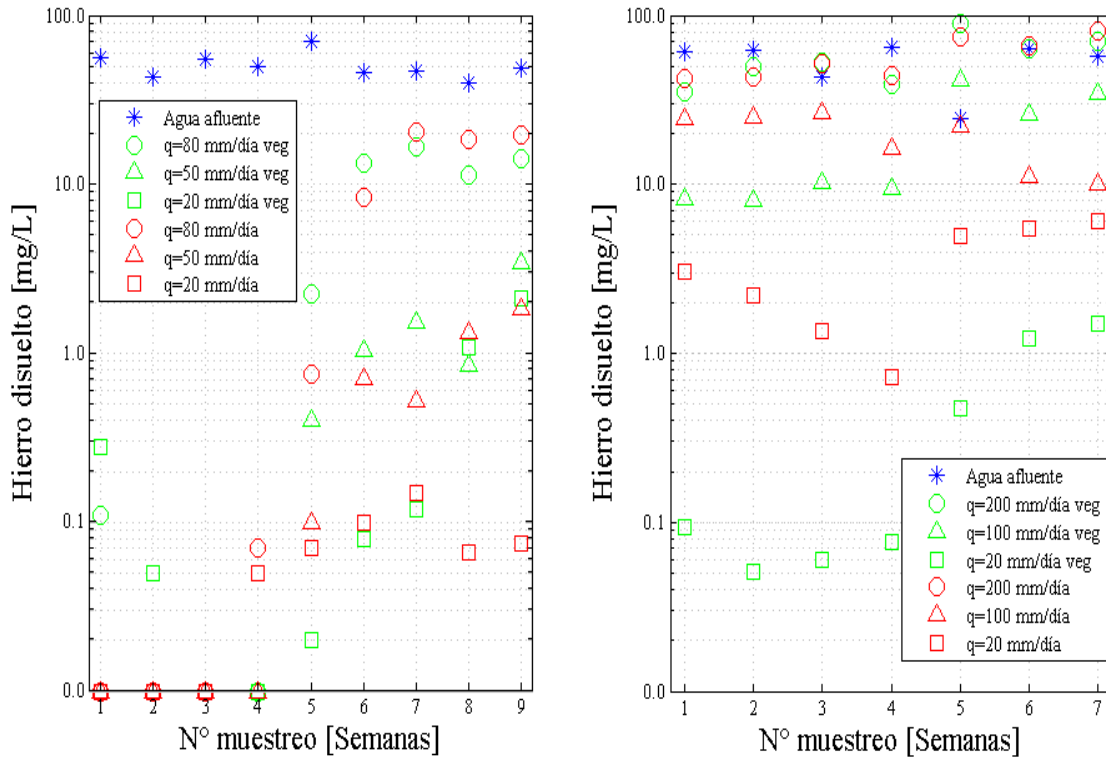 100.0
10.0
1.0
0.1
0.0
Hierro disuelto [mg/L]
Agua afluente
q=80 mm/día veg
q=50 mm/día veg
q=20 mm/día veg
q=80 mm/día
q=50 mm/día
q=20 mm/día
1 2 3 4 5 6 7 8 9
N° muestreo [Semanas]
100.0
10.0
1.0
0.1
0.0
Hierro disuelto [mg/L]
Agua afluente
q=200 mm/día veg
q=100 mm/día veg
q=20 mm/día veg
q=200 mm/día
q=100 mm/día
q=20 mm/día
1 2 3 4 5 6 7
N° muestreo [Semanas]